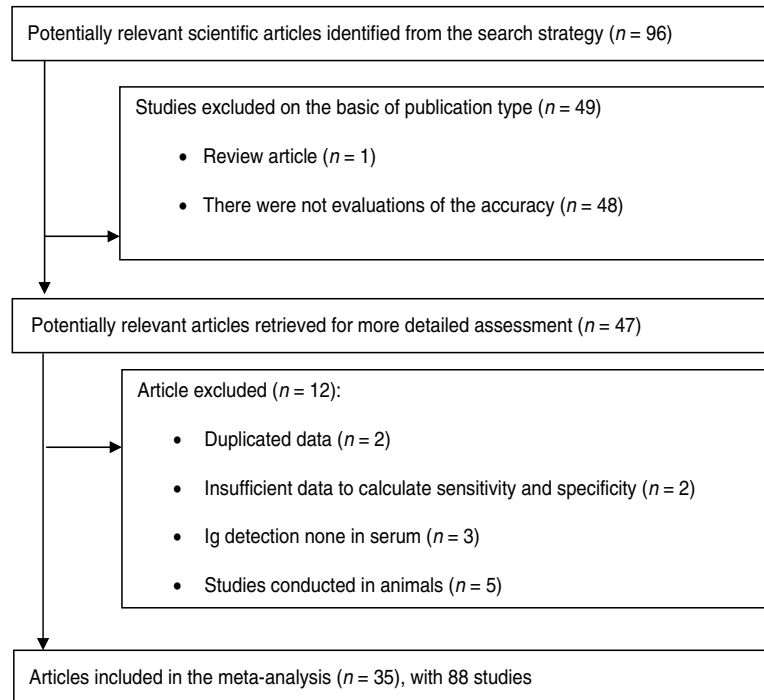 Potentially relevant scientific articles identified from the search strategy (n = 96)
Studies excluded on the basic of publication type (n = 49)
• Review article (n = 1)
• There were not evaluations of the accuracy (n = 48)
Potentially relevant articles retrieved for more detailed assessment (n = 47)
Article excluded (n = 12):
• Duplicated data (n = 2)
• Insufficient data to calculate sensitivity and specificity (n = 2)
• Ig detection none in serum (n = 3)
• Studies conducted in animals (n = 5)
Articles included in the meta-analysis (n = 35), with 88 studies